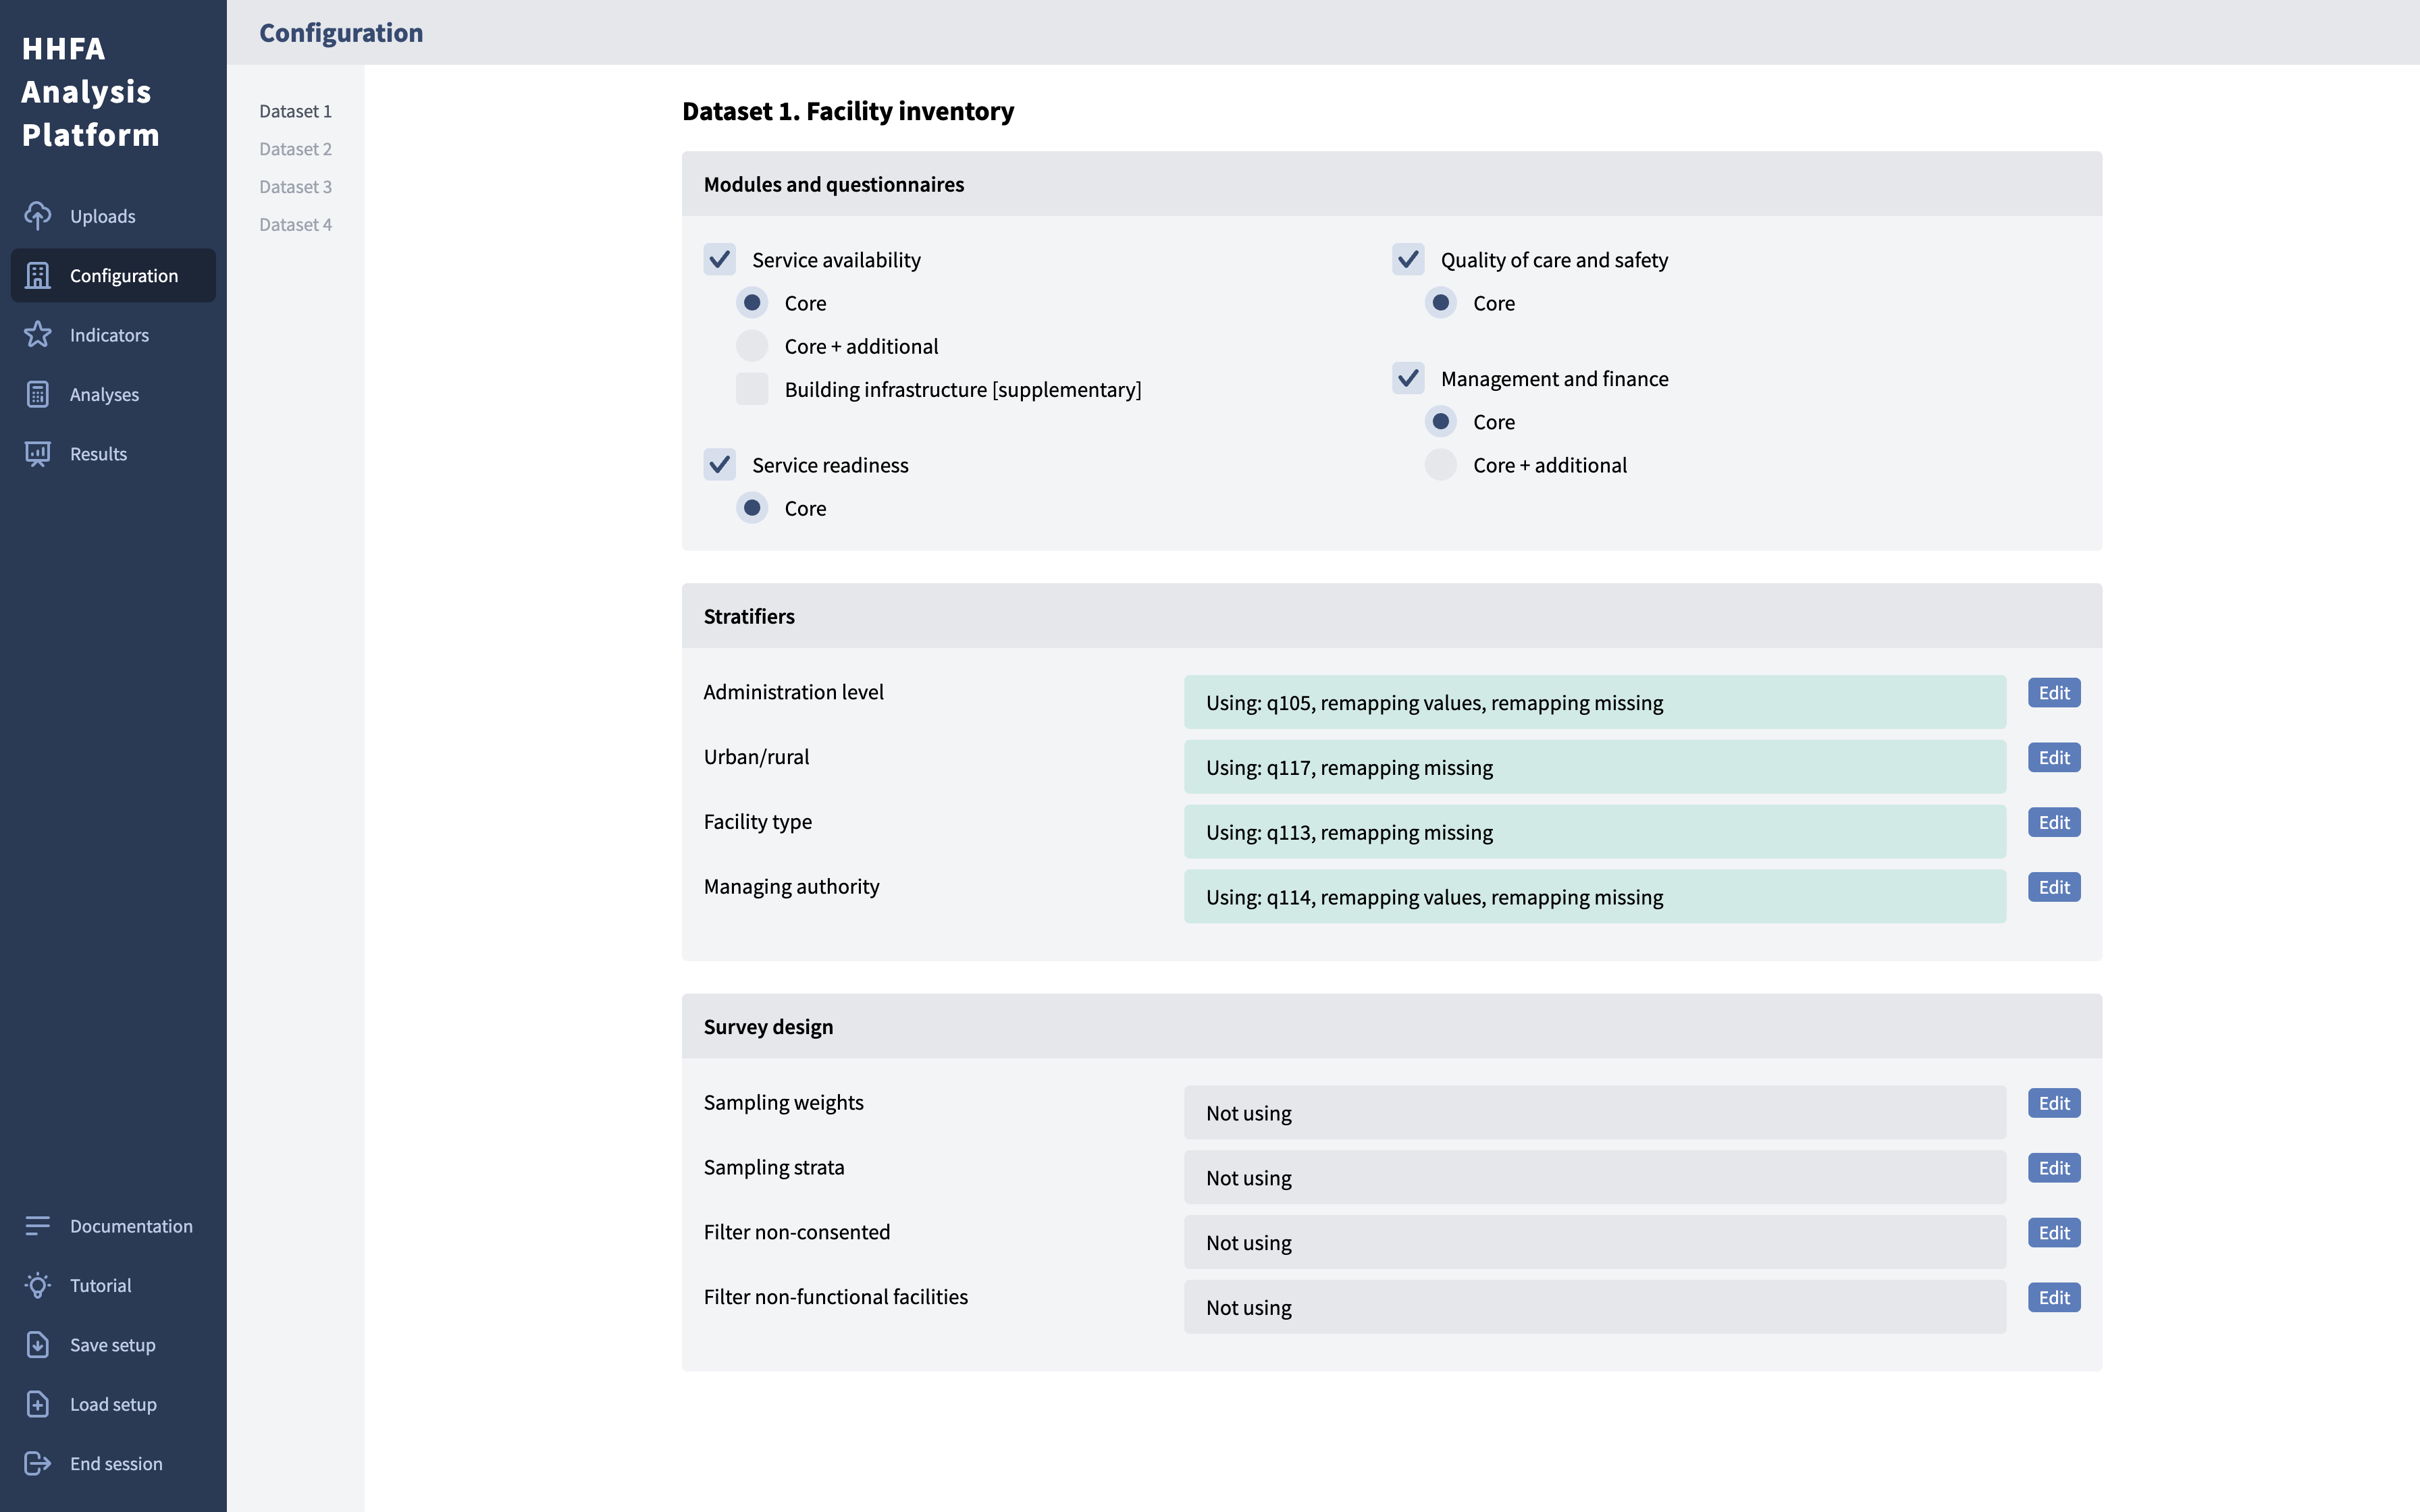 HHFA
Analysis
Platform
Uploads
Configuration
Indicators
Analyses
Results
Documentation
Tutorial
Save setup
Load setup
End session
Configuration
Dataset 1
Dataset 2
Dataset 3
Dataset 4
Dataset 1. Facility inventory
Modules and questionnaires
Service availability
Core
Core + additional
Building infrastructure [supplementary]
Service readiness
Core
Quality of care and safety
Core
Management and finance
Core
Core + additional
Stratifiers
Administration level
Using: q105, remapping values, remapping missing
Edit
Urban/rural
Using: q117, remapping missing
Edit
Facility type
Using: q113, remapping missing
Edit
Managing authority
Using: q114, remapping values, remapping missing
Edit
Survey design
Sampling weights
Not using
Edit
Sampling strata
Not using
Edit
Filter non-consented
Not using
Edit
Filter non-functional facilities
Not using
Edit